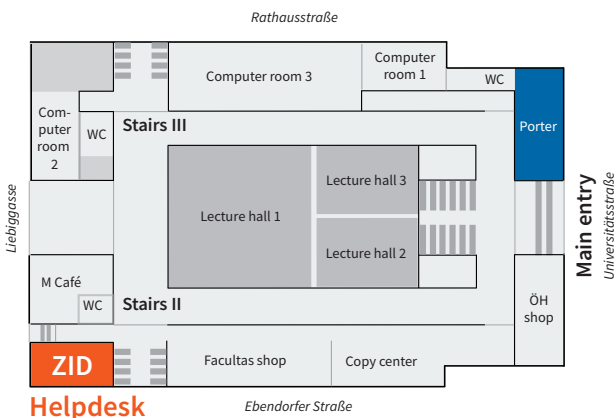 Rathausstraße
Computer room 3
Computer
room 1
WC
Com-
puter
room
2
WC
Stairs III
Porter
Lecture hall 1
Lecture hall 3
Lecture hall 2
Liebiggasse
Main entry
Universitätsstraße
M Café
WC
Stairs II
ÖH
shop
ZID
Facultas shop
Copy center
Helpdesk
Ebendorfer Straße